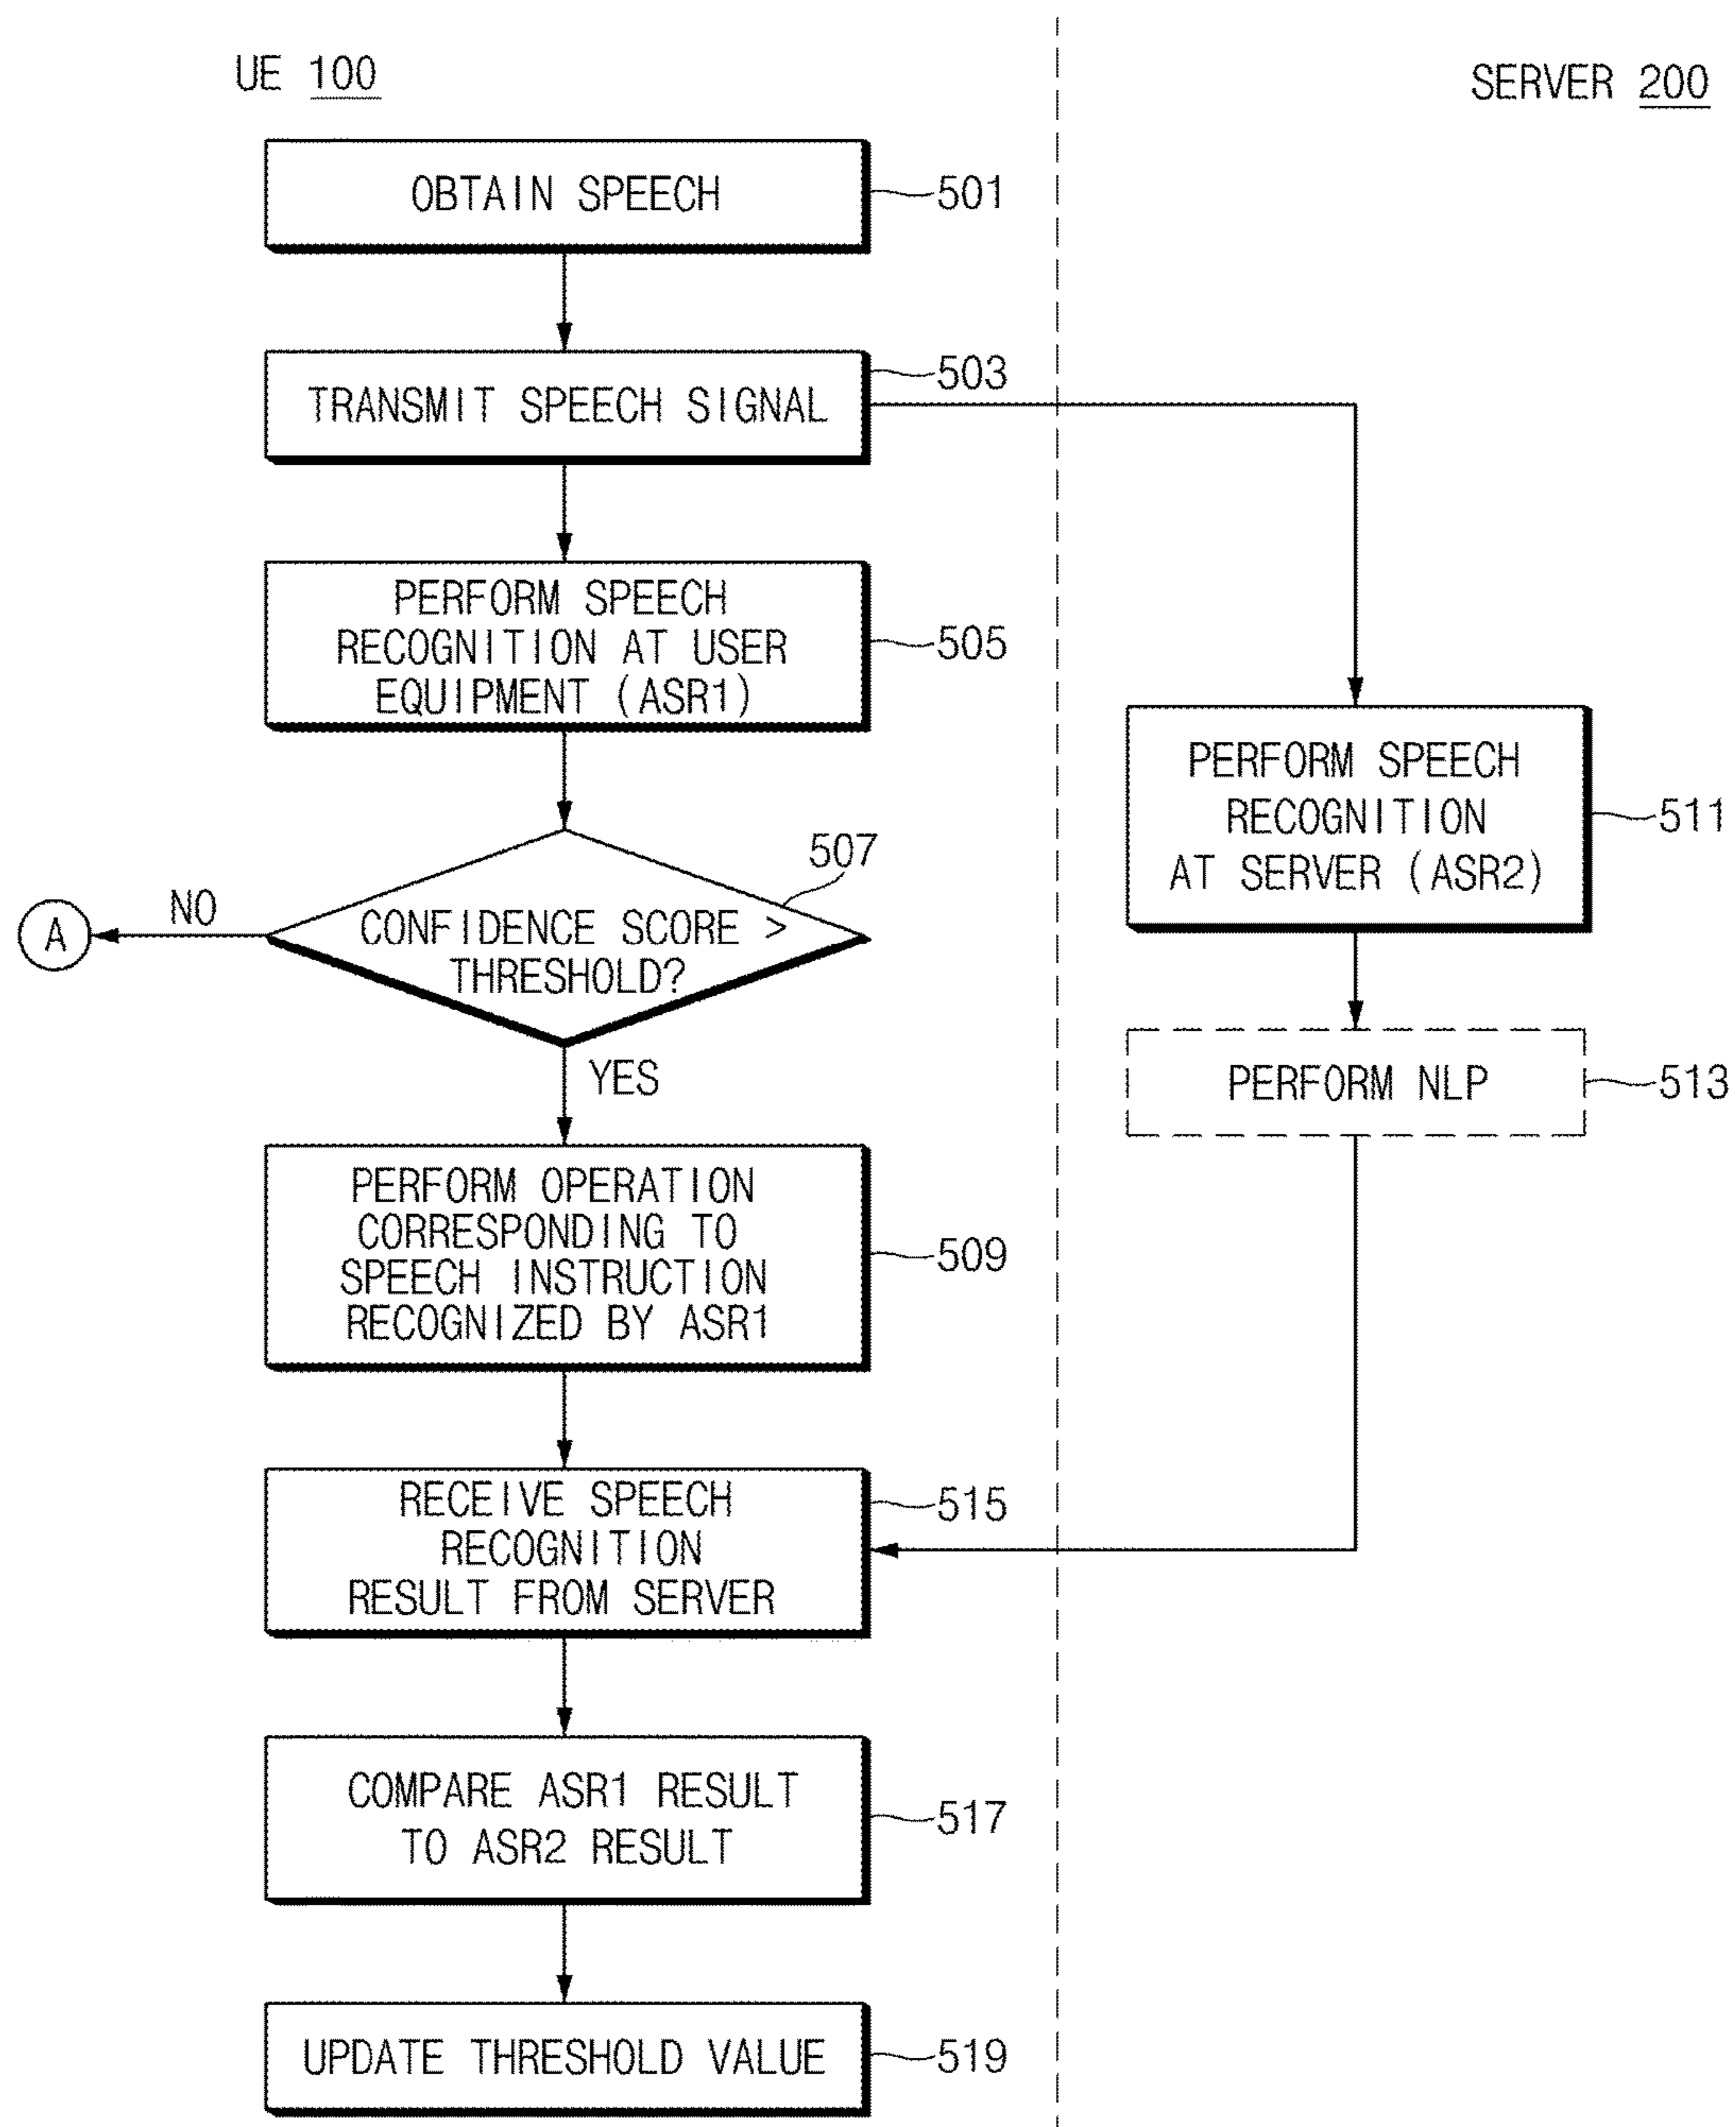 UE 100
SERVER 200
OBTAIN SPEECH
501
TRANSMIT SPEECH SIGNAL
503
PERFORM SPEECH
RECOGNITION AT USER
EQUIPMENT (ASR1)
505
PERFORM SPEECH
RECOGNITION
AT SERVER (ASR2)
511
507
CONFIDENCE SCORE >
THRESHOLD?
NO
A
YES
PERFORM NLP
513
PERFORM OPERATION
CORRESPONDING TO
SPEECH INSTRUCTION
RECOGNIZED BY ASR1
509
RECEIVE SPEECH
RECOGNITION
RESULT FROM SERVER
515
COMPARE ASR1 RESULT
TO ASR2 RESULT
517
UPDATE THRESHOLD VALUE
519